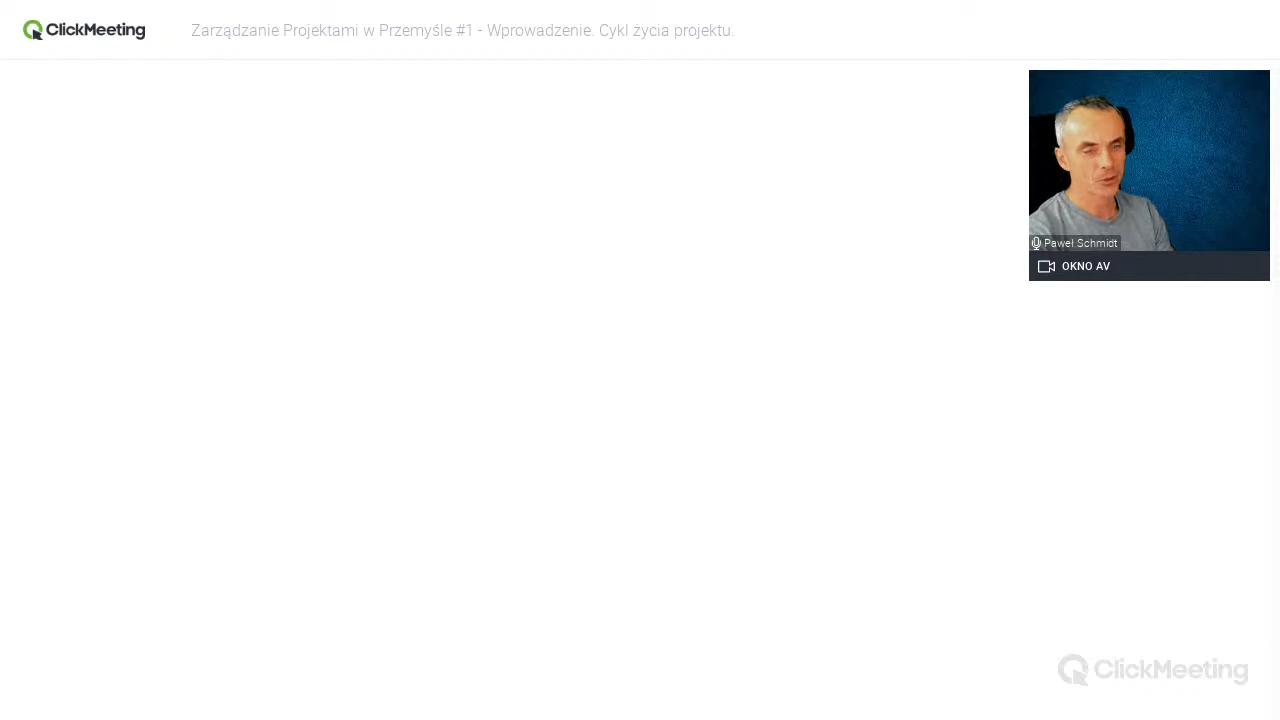 ClickMeeting
Zarządzanie Projektami w Przemyśle #1 - Wprowadzenie. Cykl życia projektu.
Paweł Schmidt
OKNO AV
ClickMeeting